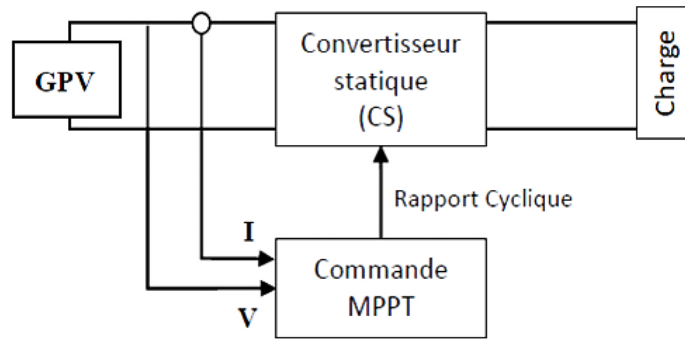 GPV
Convertisseur
statique
(CS)
Charge
Rapport Cyclique
I
V
Commande
MPPT